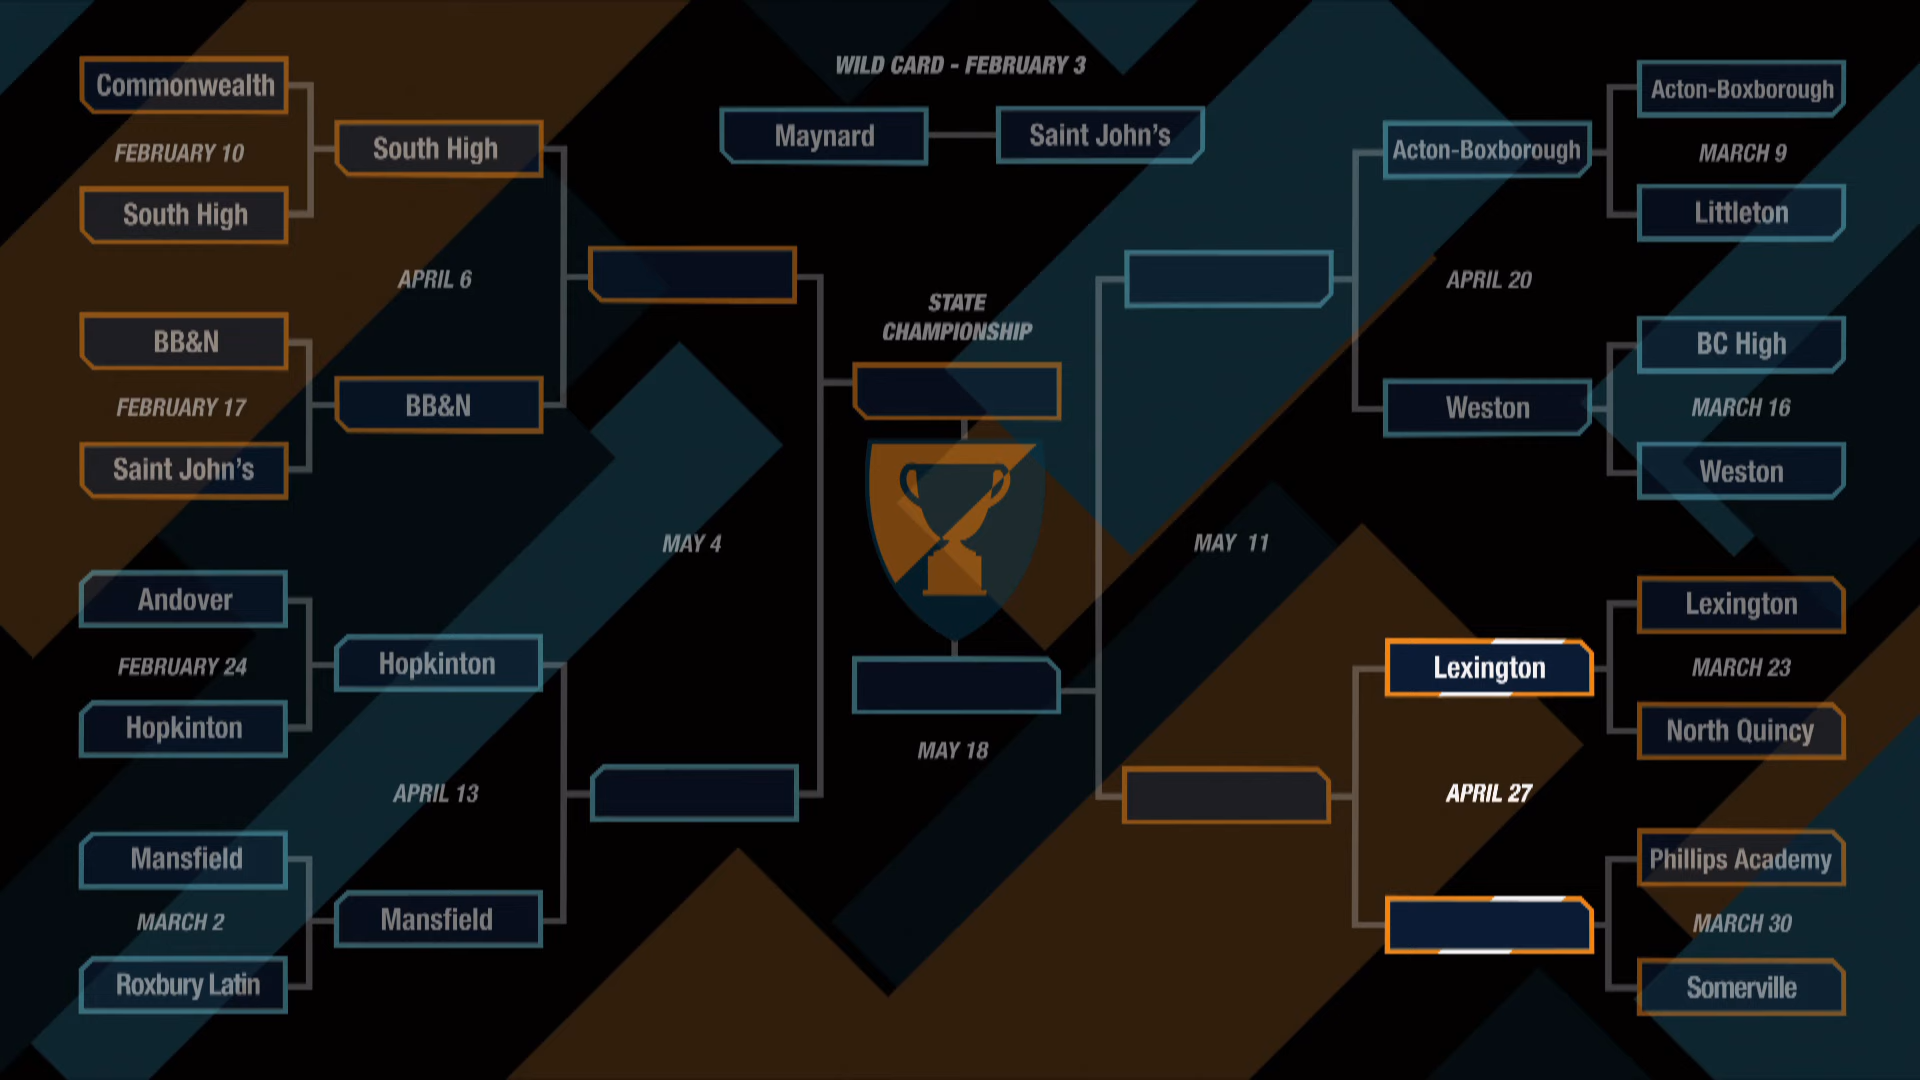 WILD CARD - FEBRUARY 3
Maynard
Saint John's
Commonwealth
FEBRUARY 10
South High
South High
APRIL 6
BB&N
FEBRUARY 17
Saint John's
BB&N
Andover
FEBRUARY 24
Hopkinton
Hopkinton
APRIL 13
Mansfield
MARCH 2
Roxbury Latin
Mansfield
MAY 4
STATE
CHAMPIONSHIP
MAY 18
MAY 11
Acton-Boxborough
Acton-Boxborough
MARCH 9
Littleton
APRIL 20
BC High
Weston
MARCH 16
Weston
Lexington
Lexington
MARCH 23
North Quincy
APRIL 27
Phillips Academy
MARCH 30
Somerville